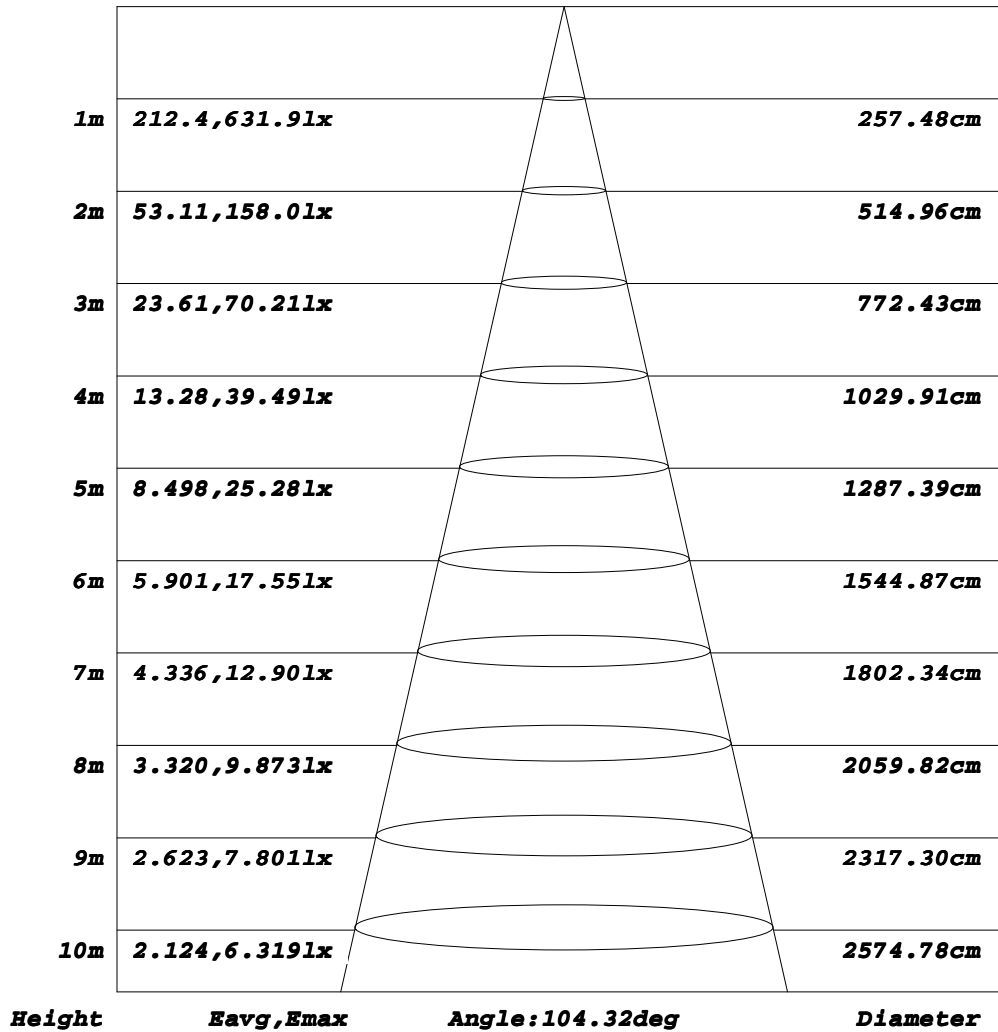 1m 212.4,631.9lx 257.48cm
2m 53.11,158.0lx 514.96cm
3m 23.61,70.21lx 772.43cm
4m 13.28,39.49lx 1029.91cm
5m 8.498,25.28lx 1287.39cm
6m 5.901,17.55lx 1544.87cm
7m 4.336,12.90lx 1802.34cm
8m 3.320,9.873lx 2059.82cm
9m 2.623,7.801lx 2317.30cm
10m 2.124,6.319lx 2574.78cm
Height Eavg,Emax Angle:104.32deg Diameter